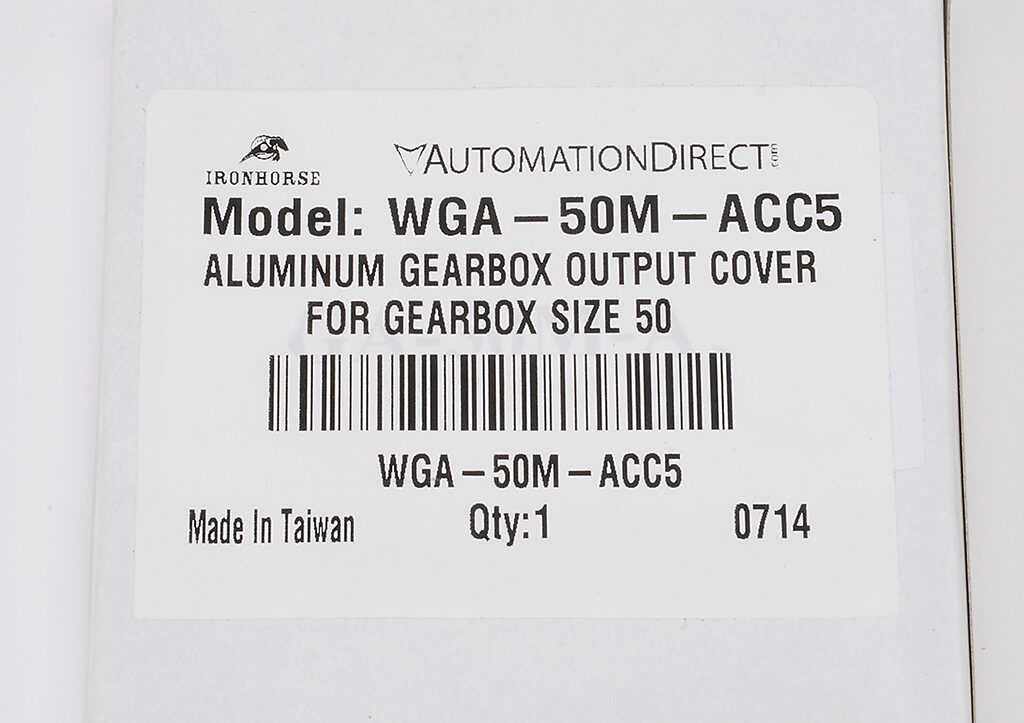 IRONHORSE
AUTOMATIONDIRECT.com
Model: WGA – 50M – ACC5
ALUMINUM GEARBOX OUTPUT COVER
FOR GEARBOX SIZE 50
WGA – 50M – ACC5
Made In Taiwan Qty:1 0714